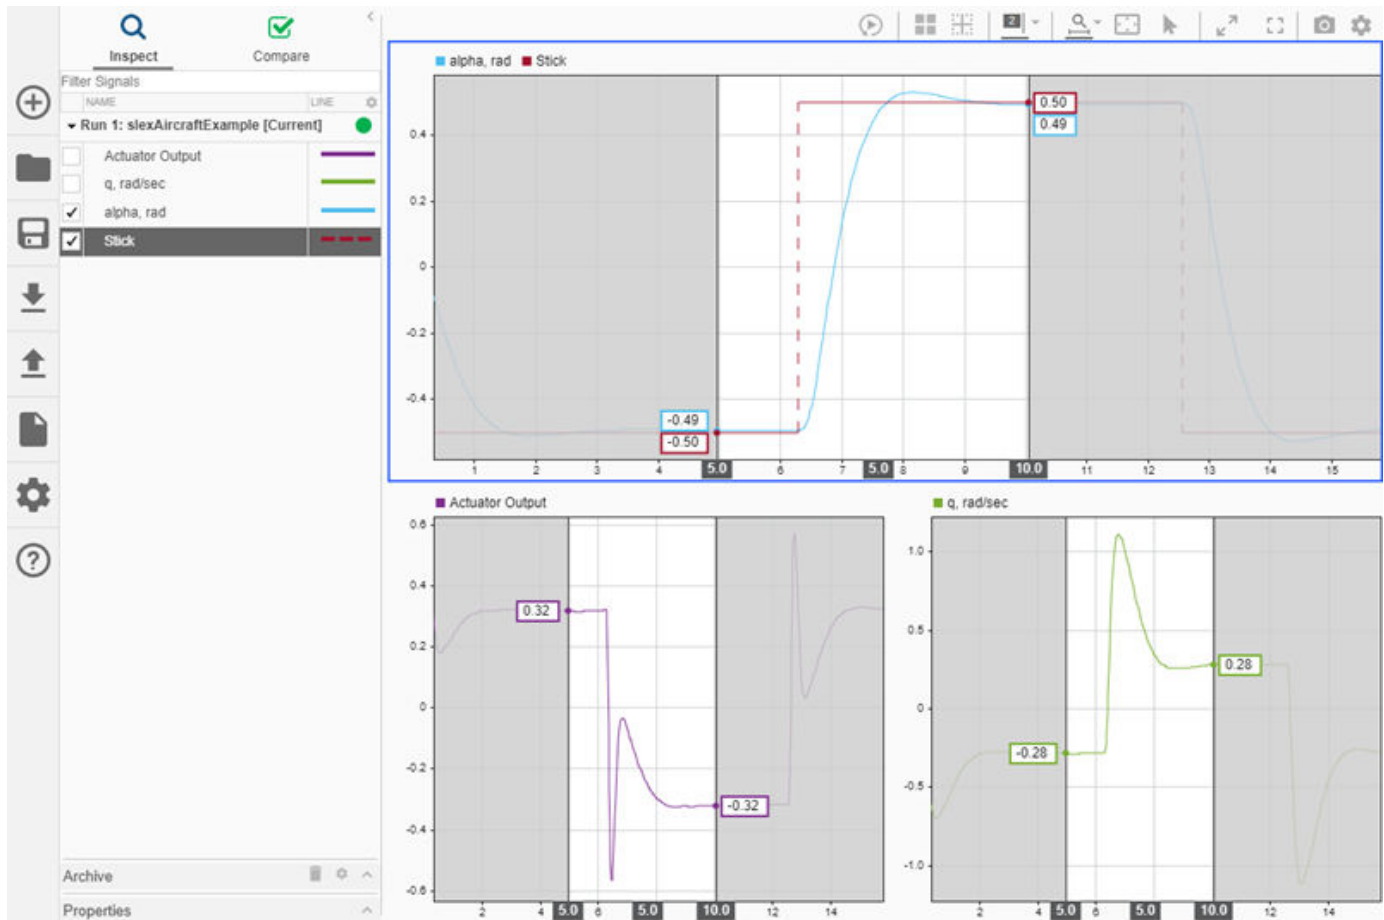 Inspect
Compare
Filter Signals
NAME LINE
Run 1: slexAircraftExample [Current]
Actuator Output
q, rad/sec
alpha, rad
Stick
Archive
Properties
2
alpha, rad Stick
0.4
0.2
0
-0.2
-0.4
0.50
0.49
-0.49
-0.50
1 2 3 4 5.0 6 7 5.0 8 9 10.0 11 12 13 14 15
Actuator Output
0.6
0.4
0.2
0
-0.2
-0.4
-0.6
0.32
-0.32
2 4 5.0 6 5.0 10.0 12 14
q, rad/sec
1.0
0.5
0
-0.5
-1.0
0.28
-0.28
2 4 5.0 6 5.0 10.0 12 14